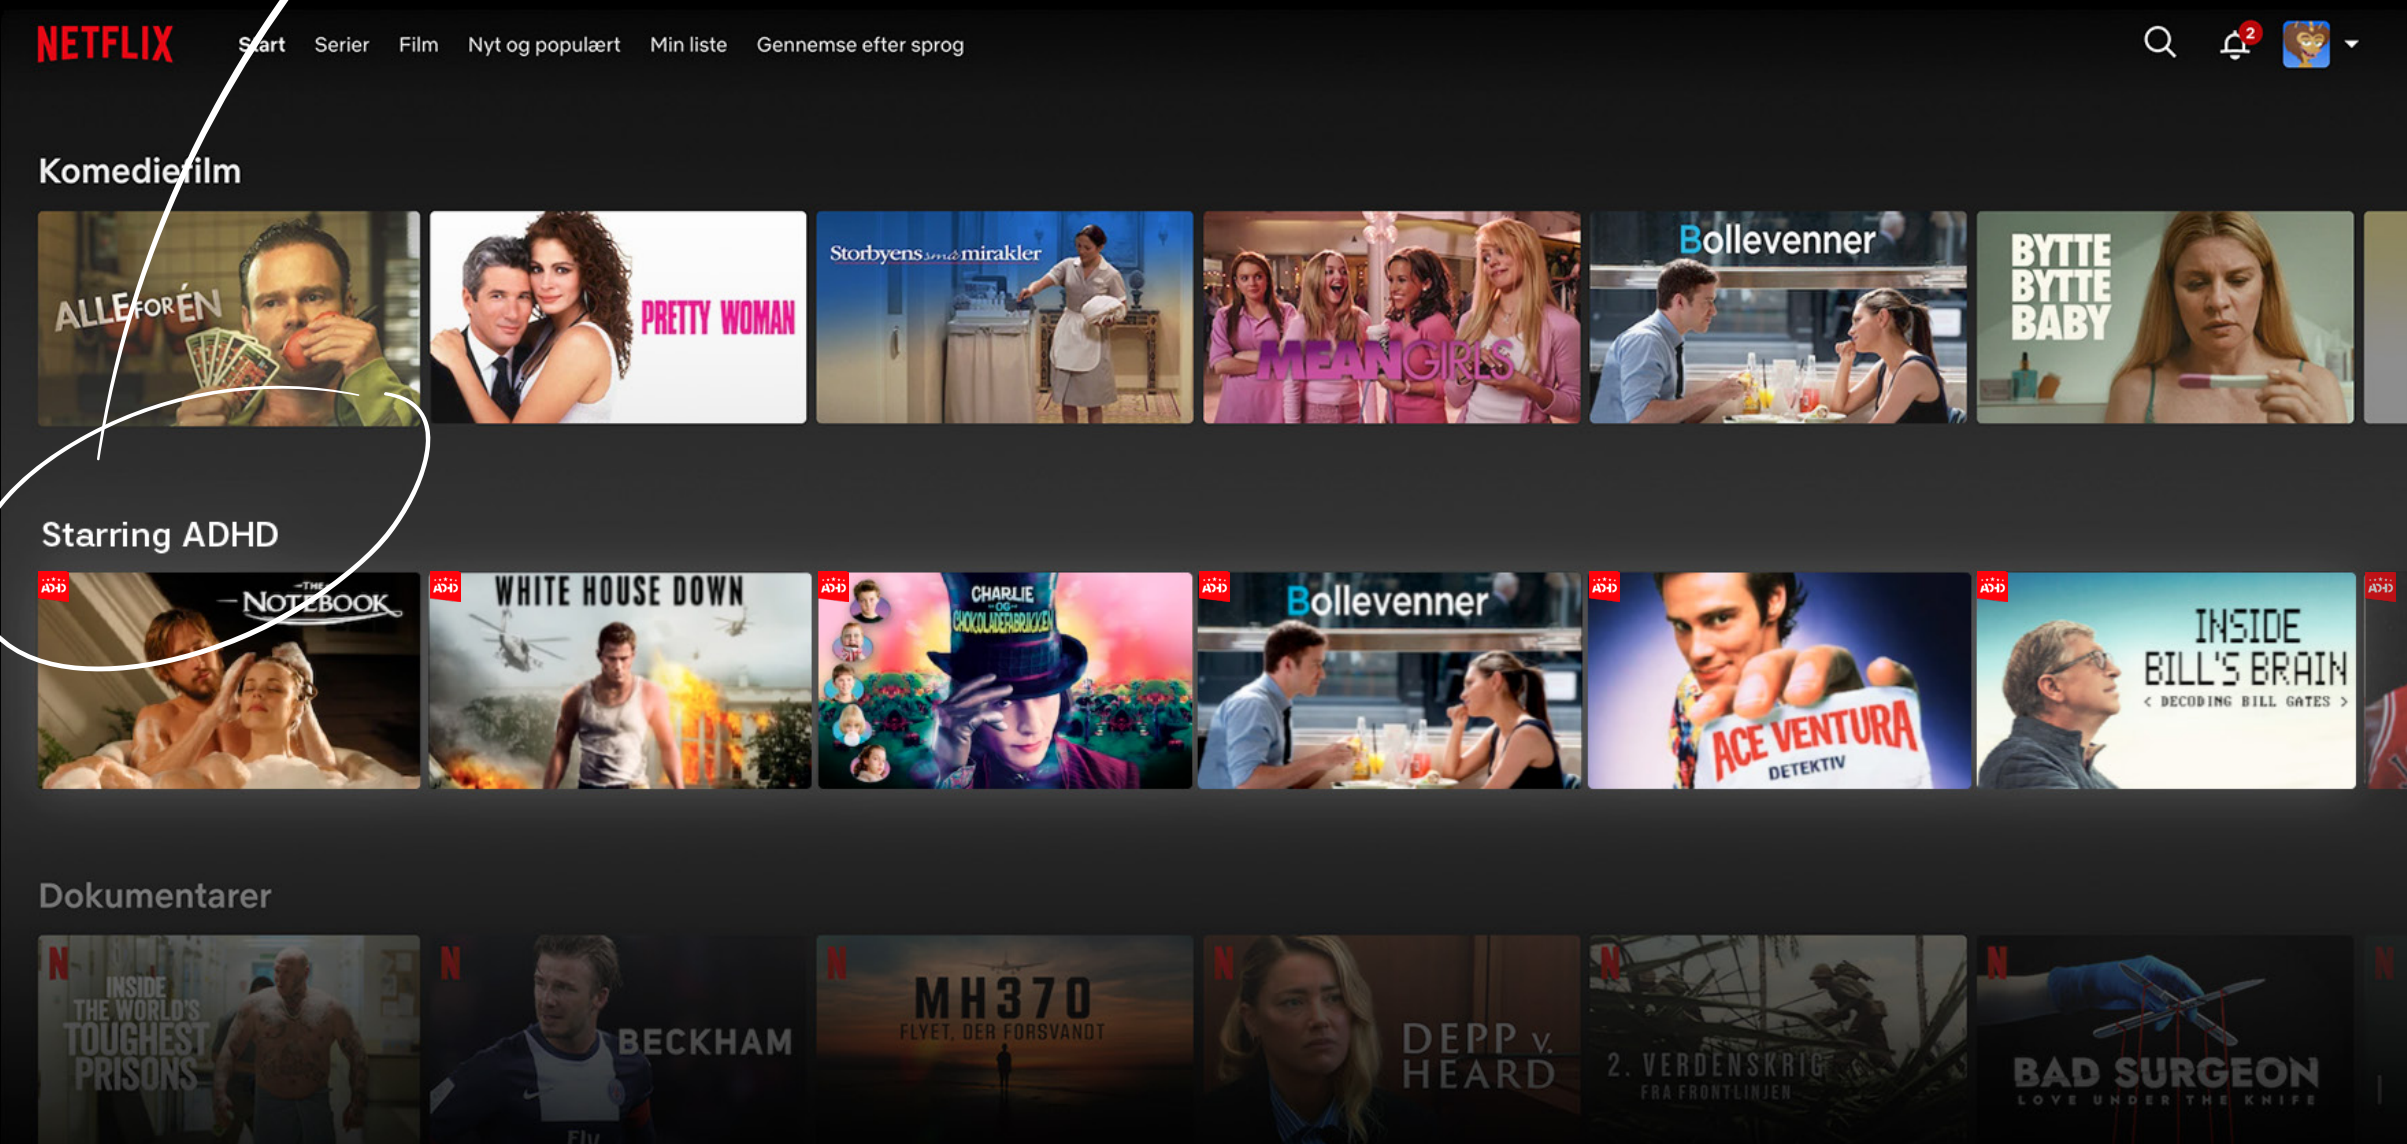 NETFLIX
Start Serier Film Nyt og populært Min liste Gennemse efter sprog
2
Komediefilm
ALLE FOR ÉN
PRETTY WOMAN
Storbyens små mirakler
MEAN GIRLS
Bollevenner
BYTTE
BYTTE
BABY
Starring ADHD
ADHD
THE
NOTEBOOK
ADHD
WHITE HOUSE DOWN
ADHD
CHARLIE
OG
CHOKOLADEFABRIKKEN
ADHD
Bollevenner
ADHD
ACE VENTURA
DETEKTIV
ADHD
INSIDE
BILL'S BRAIN
< DECODING BILL GATES >
ADHD
Dokumentarer
N
INSIDE
THE WORLD'S
TOUGHEST
PRISONS
N
BECKHAM
Fly
N
MH370
FLYET, DER FORSVANDT
N
DEPP v.
HEARD
N
2. VERDENSKRIG
FRA FRONTLINJEN
N
BAD SURGEON
LOVE UNDER THE KNIFE
N